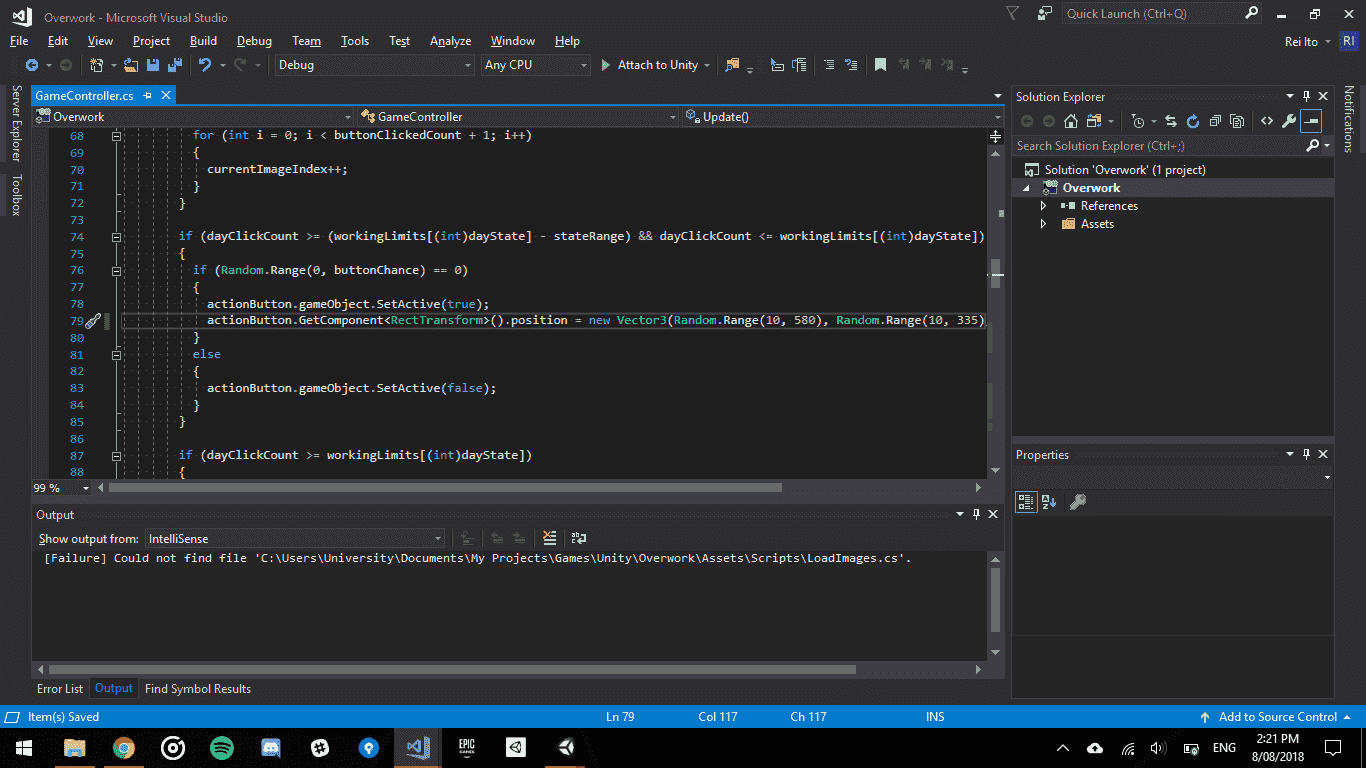 Overwork - Microsoft Visual Studio
Quick Launch (Ctrl+Q)
File Edit View Project Build Debug Team Tools Test Analyze Window Help
Rei Ito RI
Debug Any CPU Attach to Unity
Server Explorer
Toolbox
GameController.cs
Overwork GameController Update()
68 for (int i = 0; i < buttonClickedCount + 1; i++)
69 {
70 currentImageIndex++;
71 }
72 }
73
74 if (dayClickCount >= (workingLimits[(int)dayState] - stateRange) && dayClickCount <= workingLimits[(int)dayState])
75 {
76 if (Random.Range(0, buttonChance) == 0)
77 {
78 actionButton.gameObject.SetActive(true);
79 actionButton.GetComponent<RectTransform>().position = new Vector3(Random.Range(10, 580), Random.Range(10, 335)
80 }
81 else
82 {
83 actionButton.gameObject.SetActive(false);
84 }
85 }
86
87 if (dayClickCount >= workingLimits[(int)dayState])
88 {
99 %
Output
Show output from: IntelliSense
[Failure] Could not find file 'C:\Users\University\Documents\My Projects\Games\Unity\Overwork\Assets\Scripts\LoadImages.cs'.
Error List Output Find Symbol Results
Solution Explorer
Search Solution Explorer (Ctrl+;)
Solution 'Overwork' (1 project)
Overwork
References
Assets
Properties
Notifications
Item(s) Saved Ln 79 Col 117 Ch 117 INS Add to Source Control
EPIC
GAMES
ENG
2:21 PM
8/08/2018